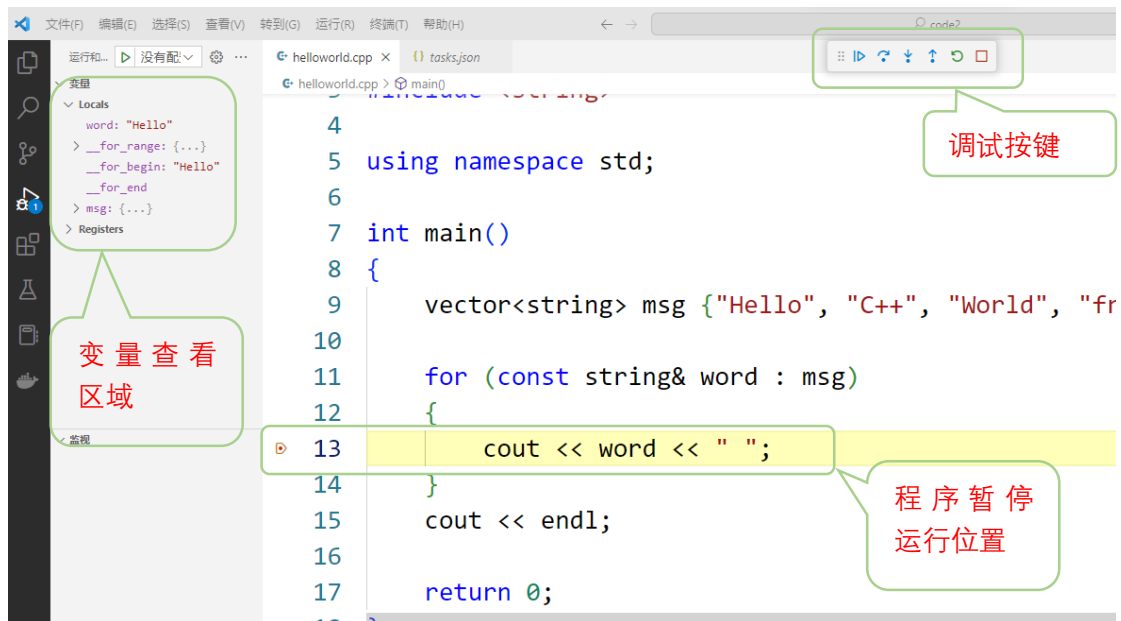 文件(F) 编辑(E) 选择(S) 查看(V) 转到(G) 运行(R) 终端(T) 帮助(H) code2
运行和... 没有配 helloworld.cpp tasks.json
helloworld.cpp > main()
变量
Locals
word: "Hello"
__for_range: {...}
__for_begin: "Hello"
__for_end
msg: {...}
Registers
变量查看
区域
监视
调试按键
#include <string>
4
5 using namespace std;
6
7 int main()
8 {
9 vector<string> msg {"Hello", "C++", "World", "fr
10
11 for (const string& word : msg)
12 {
13 cout << word << " ";
14 }
15 cout << endl;
16
17 return 0;
程序暂停
运行位置
1